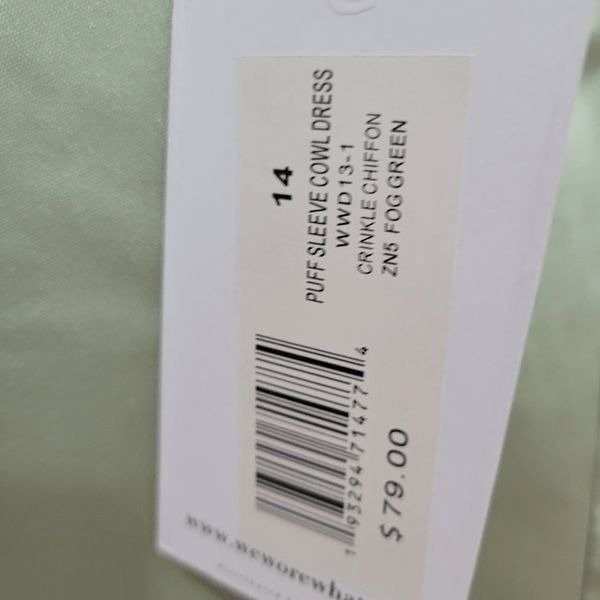 14
PUFF SLEEVE COWL DRESS
WWD13-1
CRINKLE CHIFFON
ZN5 FOG GREEN
1 93294 71477 4
$ 79.00
www.weworewha